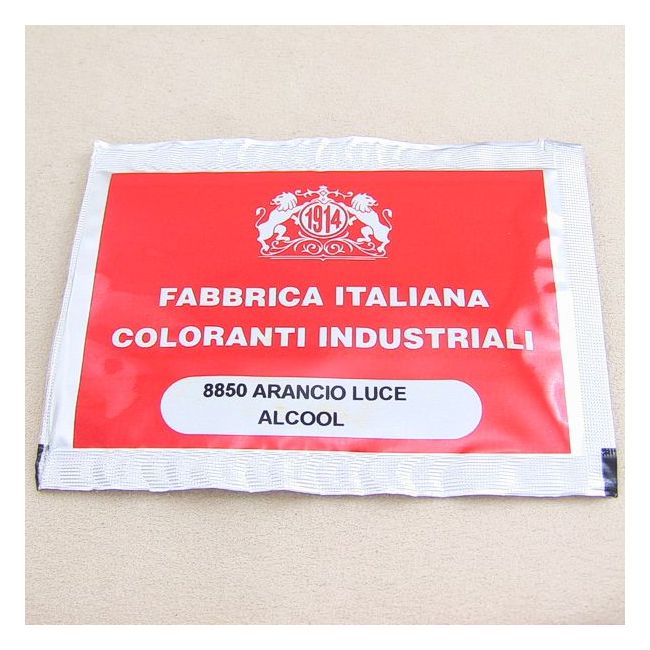 1914
FABBRICA ITALIANA
COLORANTI INDUSTRIALI
8850 ARANCIO LUCE
ALCOOL